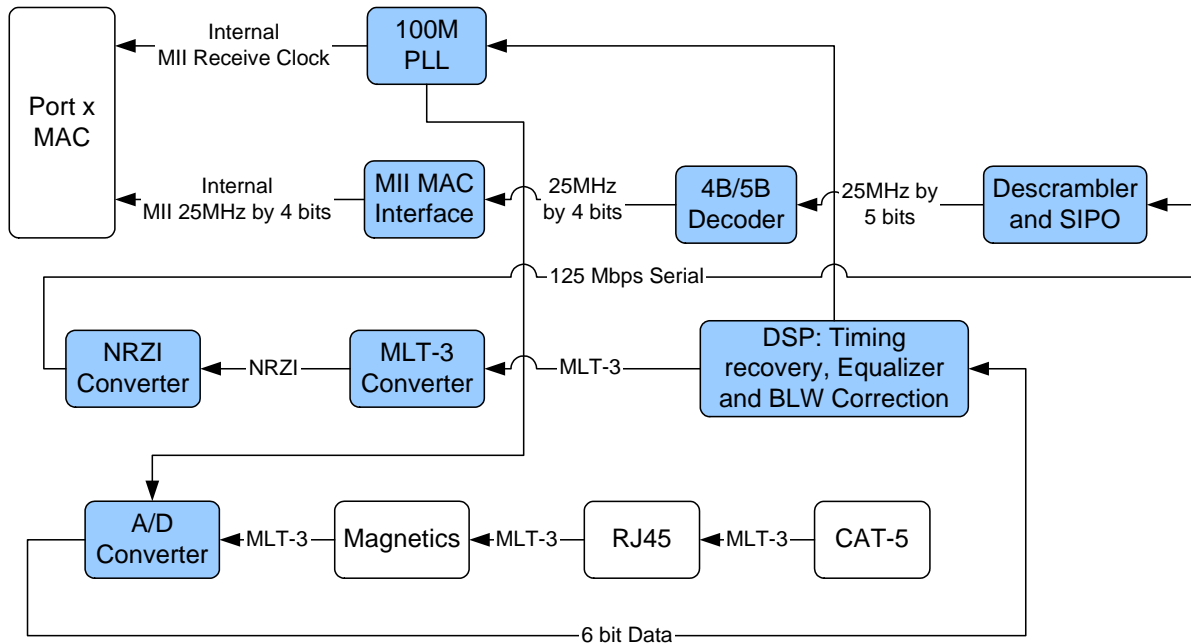 Internal
MII Receive Clock
100M
PLL
Port x
MAC
Internal
MII 25MHz by 4 bits
MII MAC
Interface
25MHz
by 4 bits
4B/5B
Decoder
25MHz by
5 bits
Descrambler
and SIPO
125 Mbps Serial
NRZI
Converter
NRZI
MLT-3
Converter
MLT-3
DSP: Timing
recovery, Equalizer
and BLW Correction
A/D
Converter
MLT-3
Magnetics
MLT-3
RJ45
MLT-3
CAT-5
6 bit Data